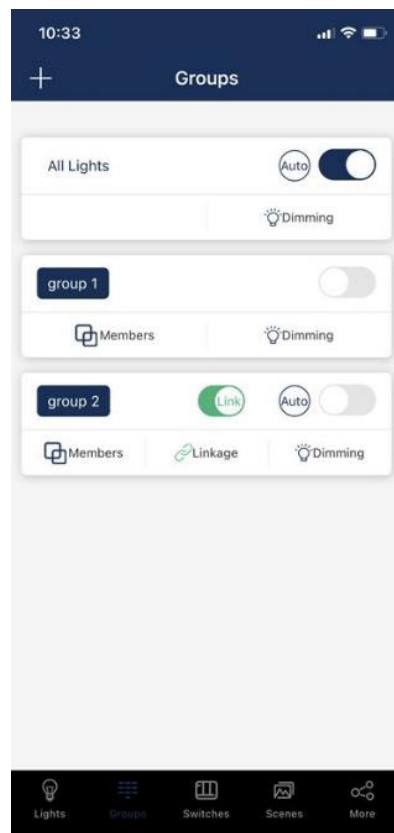 10:33
Groups
All Lights Auto
Dimming
group 1
Members Dimming
group 2 Link Auto
Members Linkage Dimming
Lights Groups Switches Scenes More